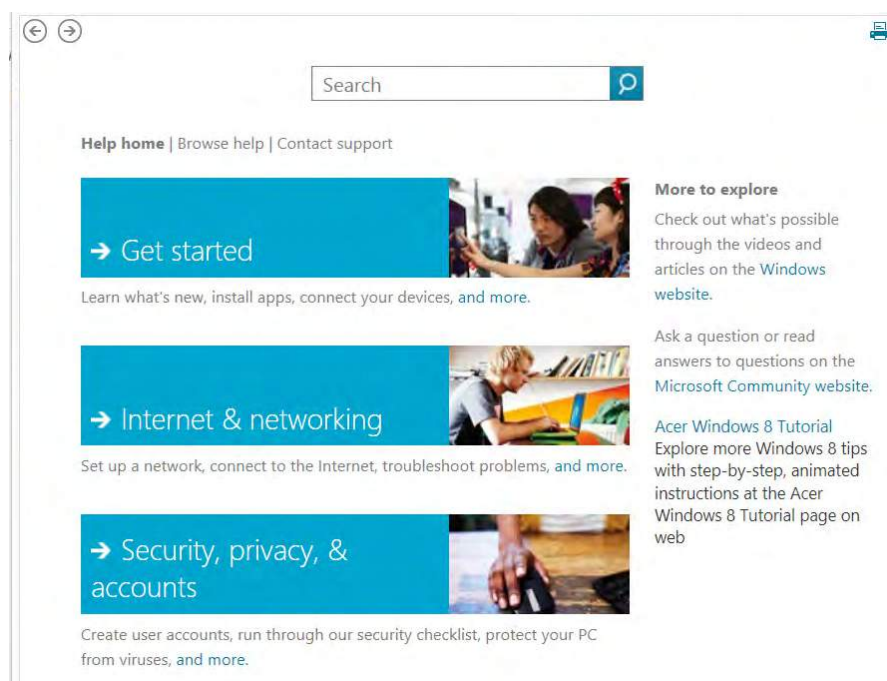 Search
Help home | Browse help | Contact support
→ Get started
Learn what's new, install apps, connect your devices, and more.
→ Internet & networking
Set up a network, connect to the Internet, troubleshoot problems, and more.
→ Security, privacy, &
accounts
Create user accounts, run through our security checklist, protect your PC
from viruses, and more.
More to explore
Check out what's possible
through the videos and
articles on the Windows
website.
Ask a question or read
answers to questions on the
Microsoft Community website.
Acer Windows 8 Tutorial
Explore more Windows 8 tips
with step-by-step, animated
instructions at the Acer
Windows 8 Tutorial page on
web